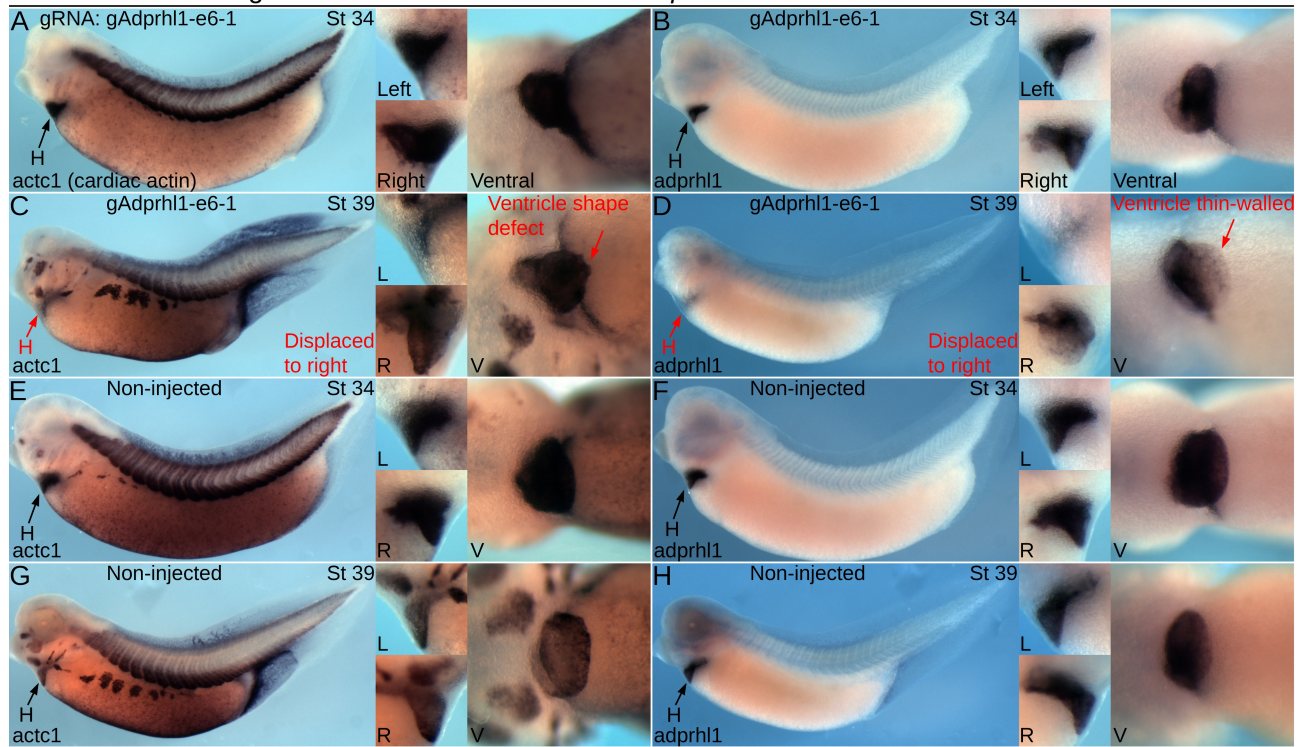 A gRNA: gAdprhl1-e6-1 St 34
Left
H
actc1 (cardiac actin) Right Ventral
B gAdprhl1-e6-1 St 34
Left
H
adprhl1 Right Ventral
C gAdprhl1-e6-1 St 39
Ventricle shape
defect
L
H
Displaced
to right
actc1 R V
D gAdprhl1-e6-1 St 39
Ventricle thin-walled
L
H
Displaced
to right
adprhl1 R V
E Non-injected St 34
L
H
actc1 R V
F Non-injected St 34
L
H
adprhl1 R V
G Non-injected St 39
L
H
actc1 R V
H Non-injected St 39
L
H
adprhl1 R V